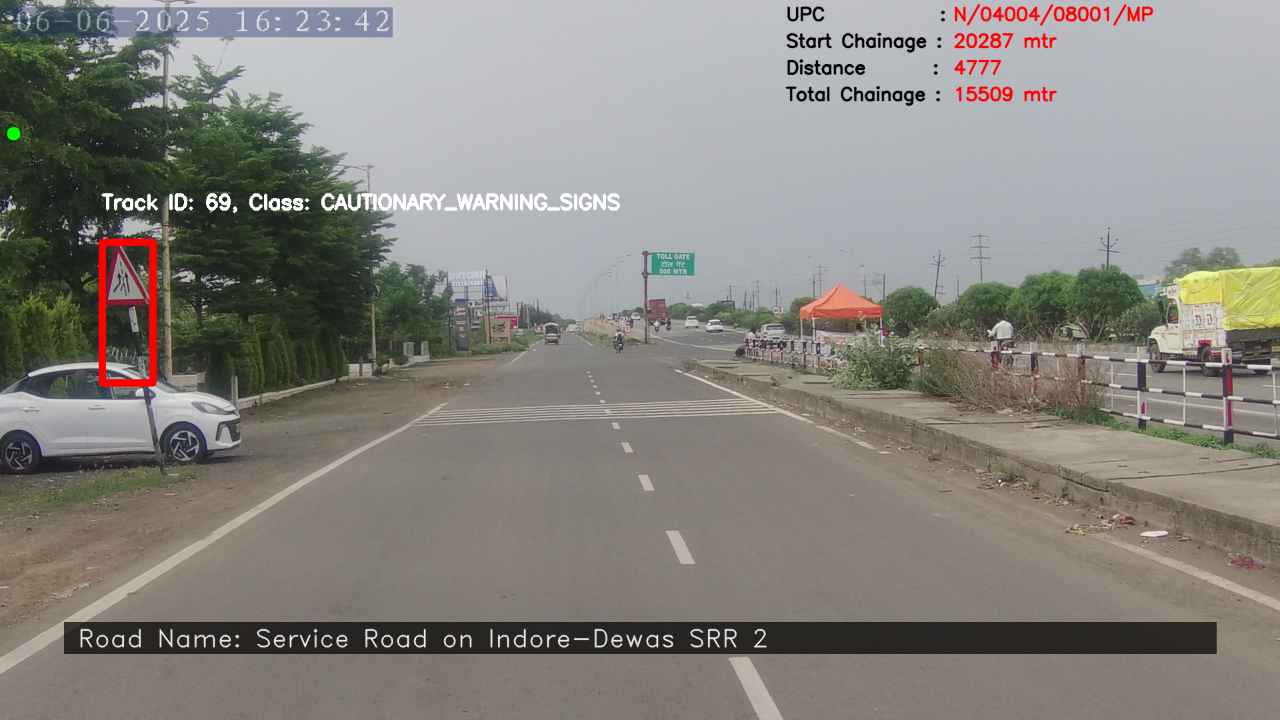 06-06-2025 16:23:42
UPC : N/04004/08001/MP
Start Chainage : 20287 mtr
Distance : 4777
Total Chainage : 15509 mtr
Track ID: 69, Class: CAUTIONARY_WARNING_SIGNS
TOLL GATE
टोल गेट
500 MTR
Road Name: Service Road on Indore-Dewas SRR 2